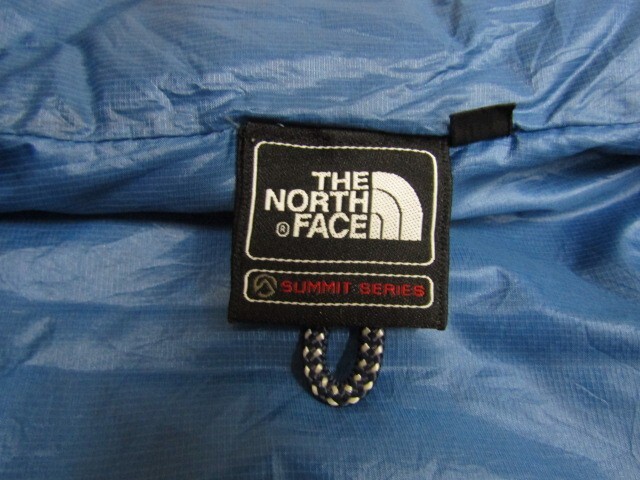 THE
NORTH
® FACE
SUMMIT SERIES